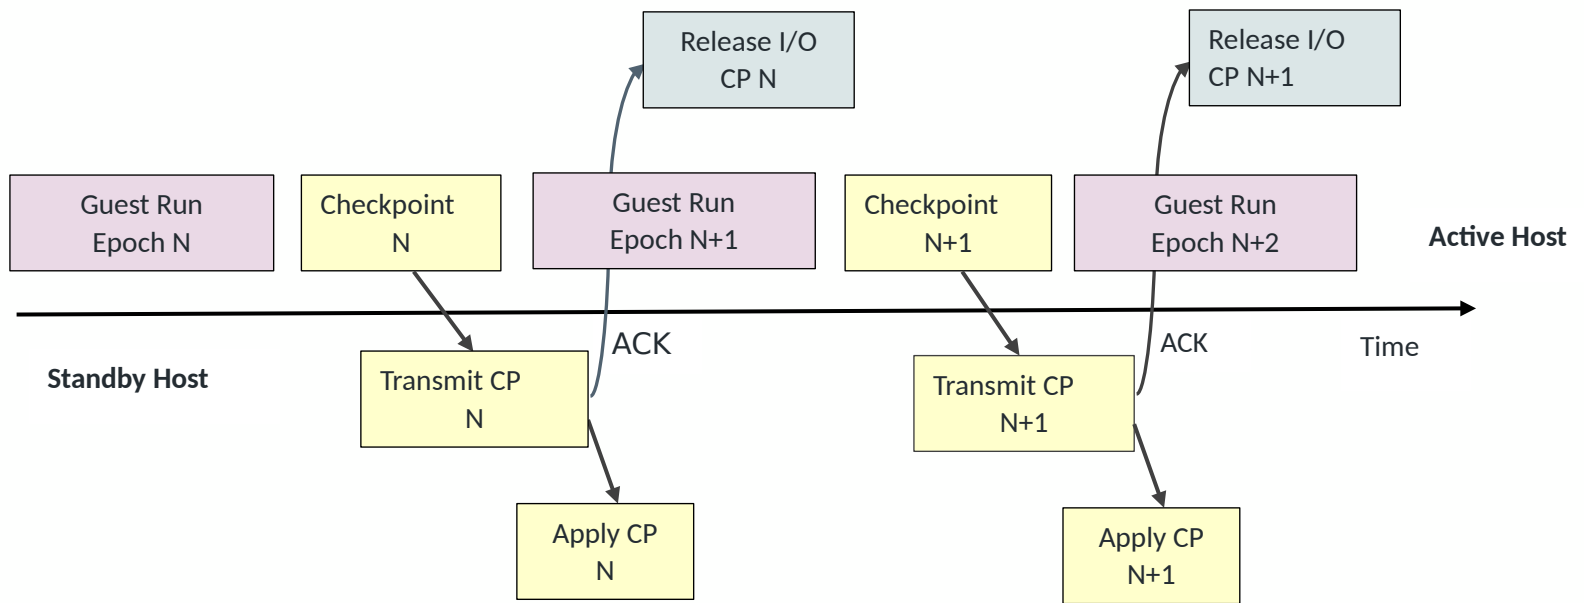 Release I/O
CP N
Release I/O
CP N+1
Guest Run
Epoch N
Checkpoint
N
Guest Run
Epoch N+1
Checkpoint
N+1
Guest Run
Epoch N+2
Active Host
ACK
ACK
Time
Standby Host
Transmit CP
N
Transmit CP
N+1
Apply CP
N
Apply CP
N+1